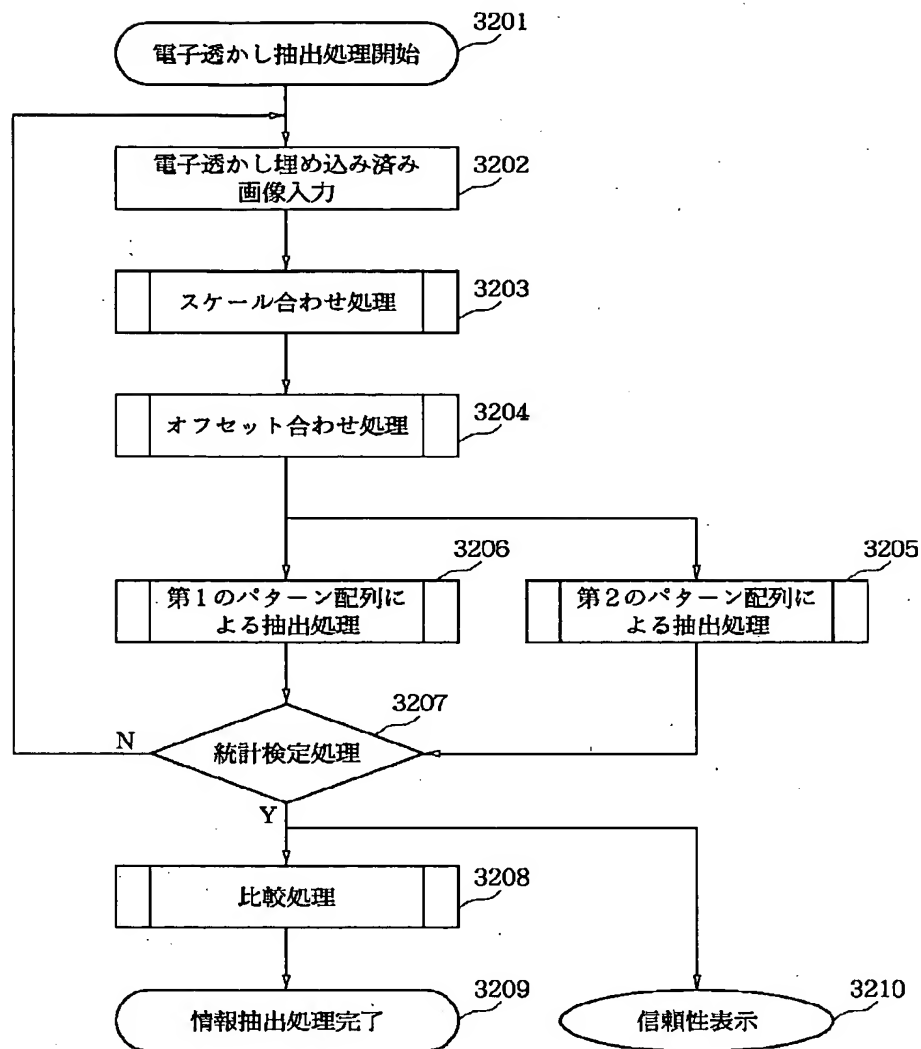 3201
電子透かし抽出処理開始
電子透かし埋め込み済み
画像入力
3202
スケール合わせ処理
3203
オフセット合わせ処理
3204
3206
第1のパターン配列に
よる抽出処理
3205
第2のパターン配列に
よる抽出処理
3207
統計検定処理
N
Y
比較処理
3208
情報抽出処理完了
3209
信頼性表示
3210